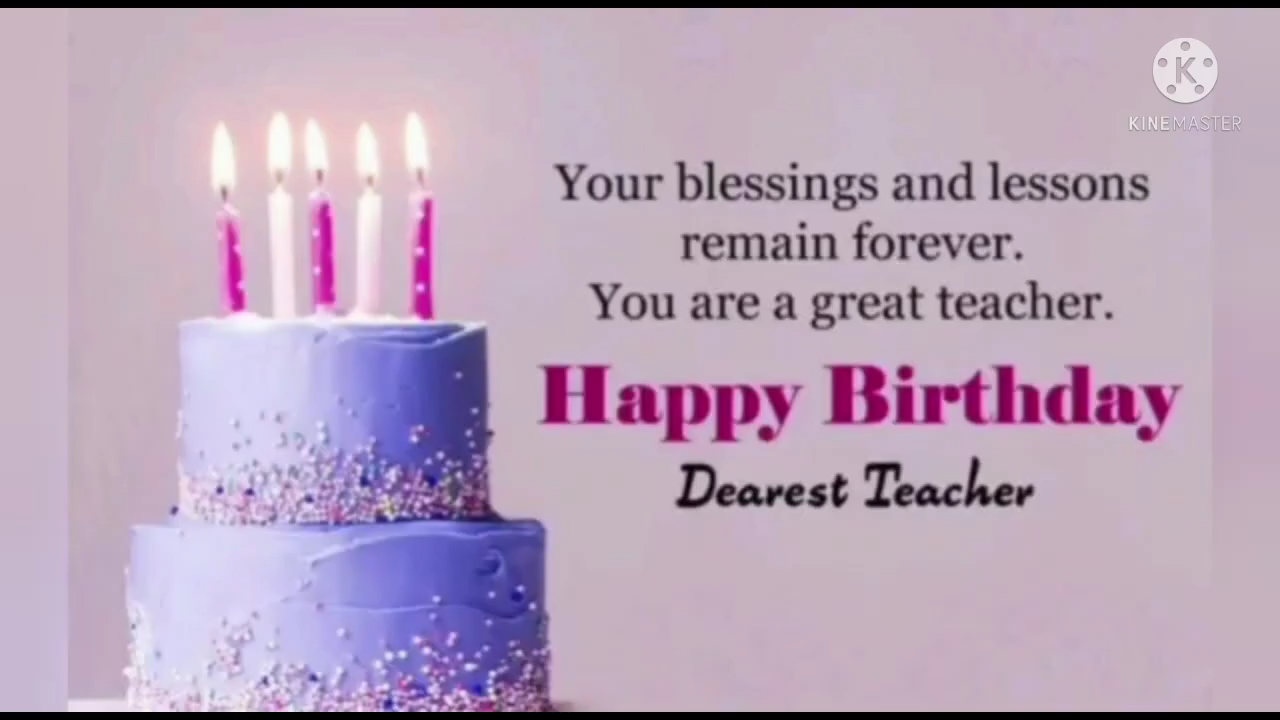 KINEMASTER
Your blessings and lessons
remain forever.
You are a great teacher.
Happy Birthday
Dearest Teacher